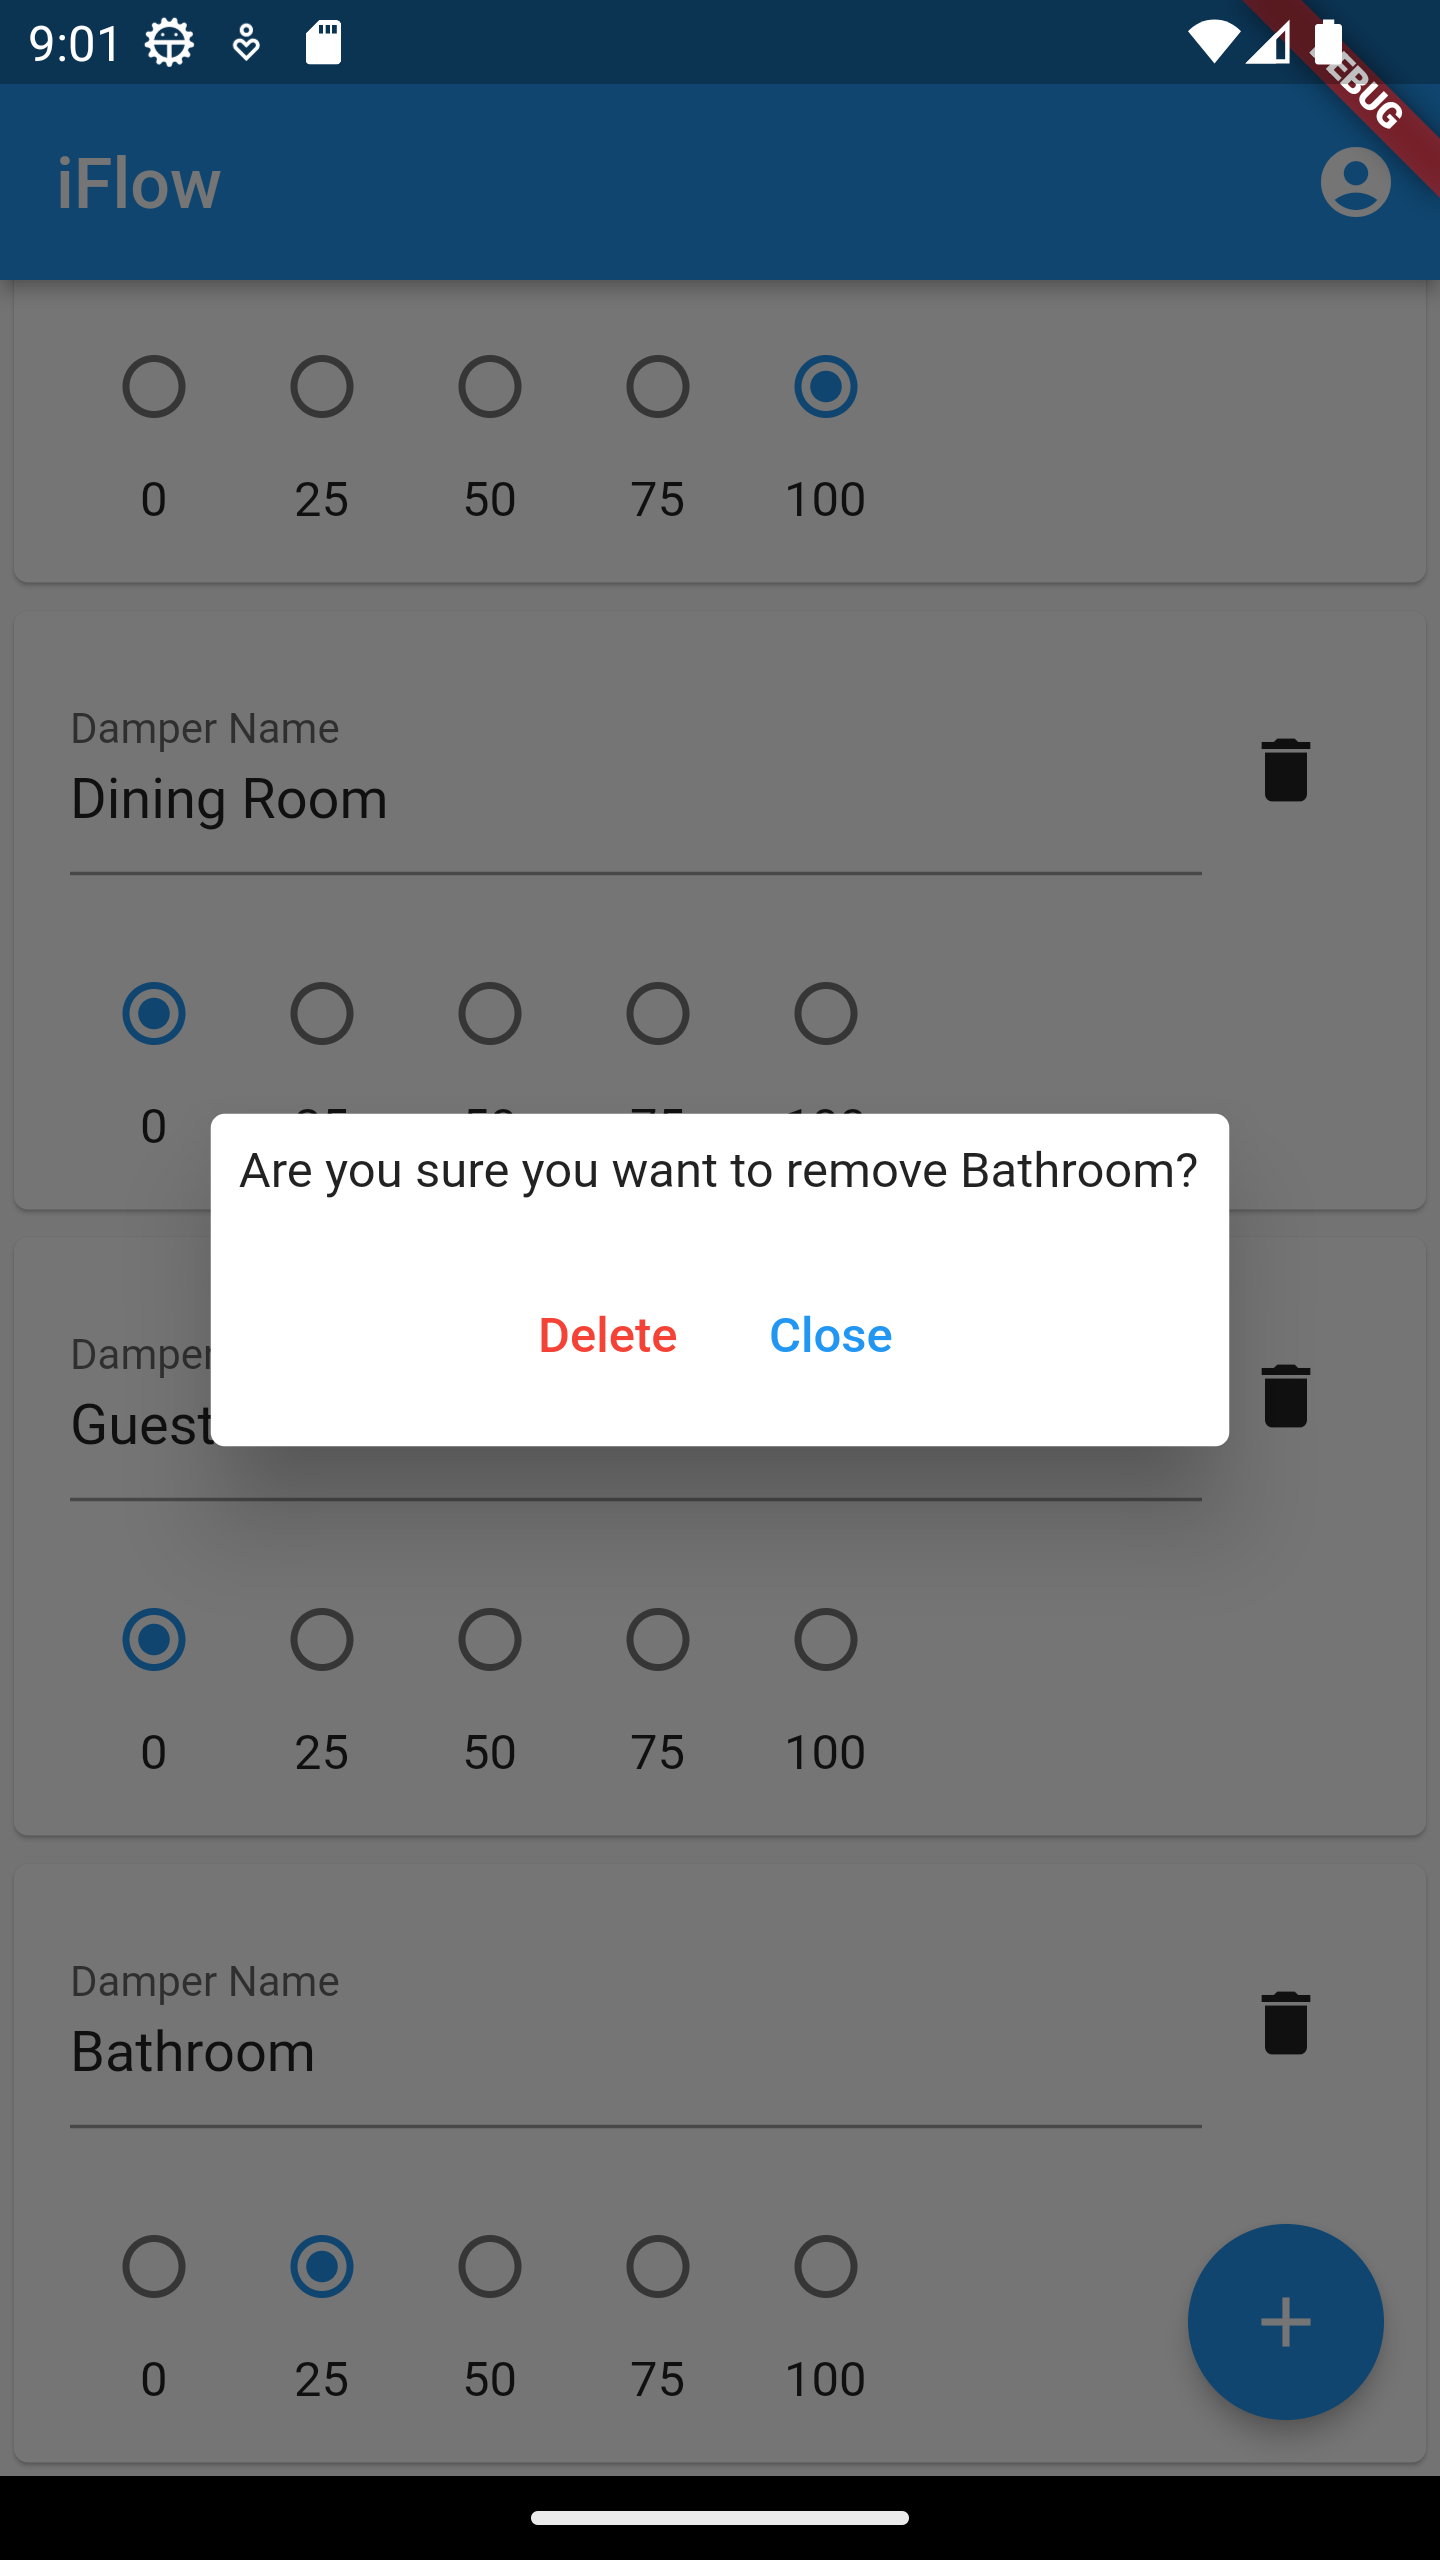 9:01
DEBUG
iFlow
0 25 50 75 100
Damper Name
Dining Room
0
Are you sure you want to remove Bathroom?
Delete Close
Damper
Guest
0 25 50 75 100
Damper Name
Bathroom
0 25 50 75 100